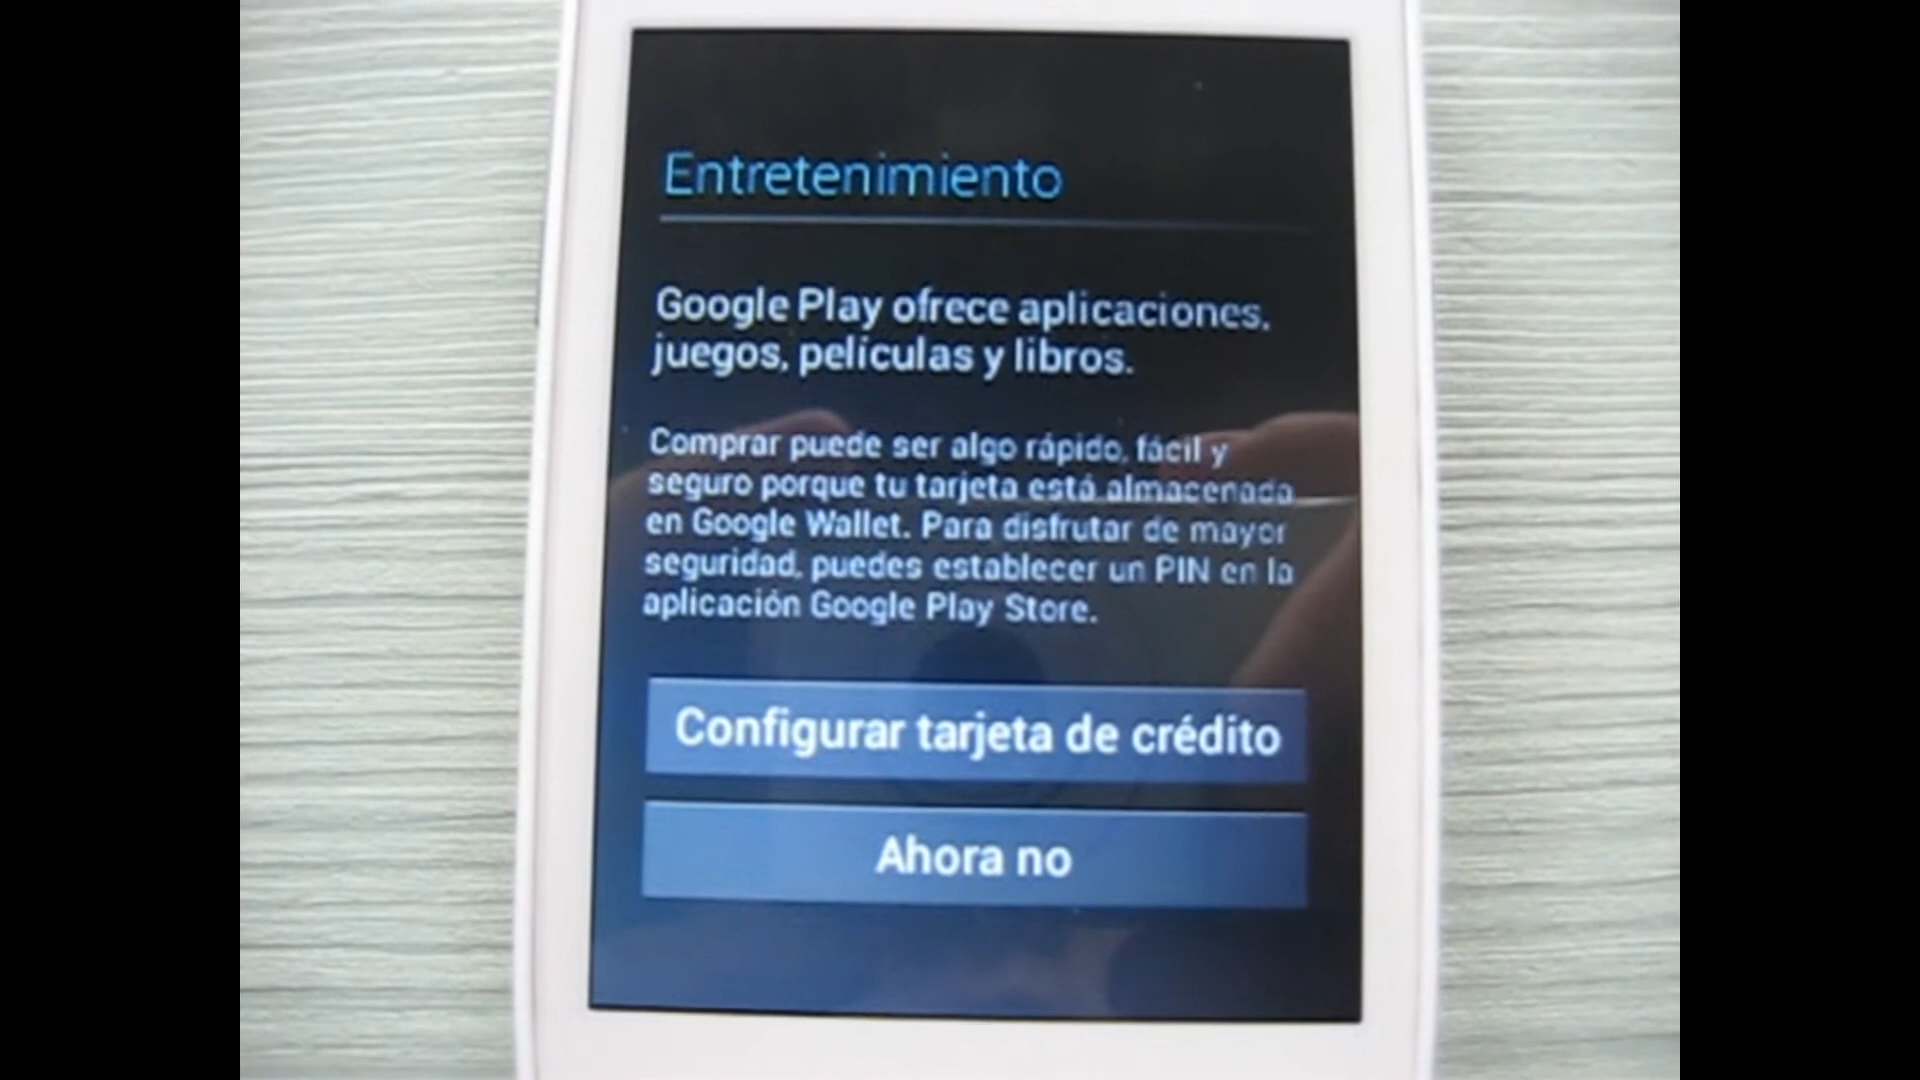 Entretenimiento
Google Play ofrece aplicaciones,
juegos, películas y libros.
Comprar puede ser algo rápido, fácil y
seguro porque tu tarjeta está almacenada
en Google Wallet. Para disfrutar de mayor
seguridad, puedes establecer un PIN en la
aplicación Google Play Store.
Configurar tarjeta de crédito
Ahora no